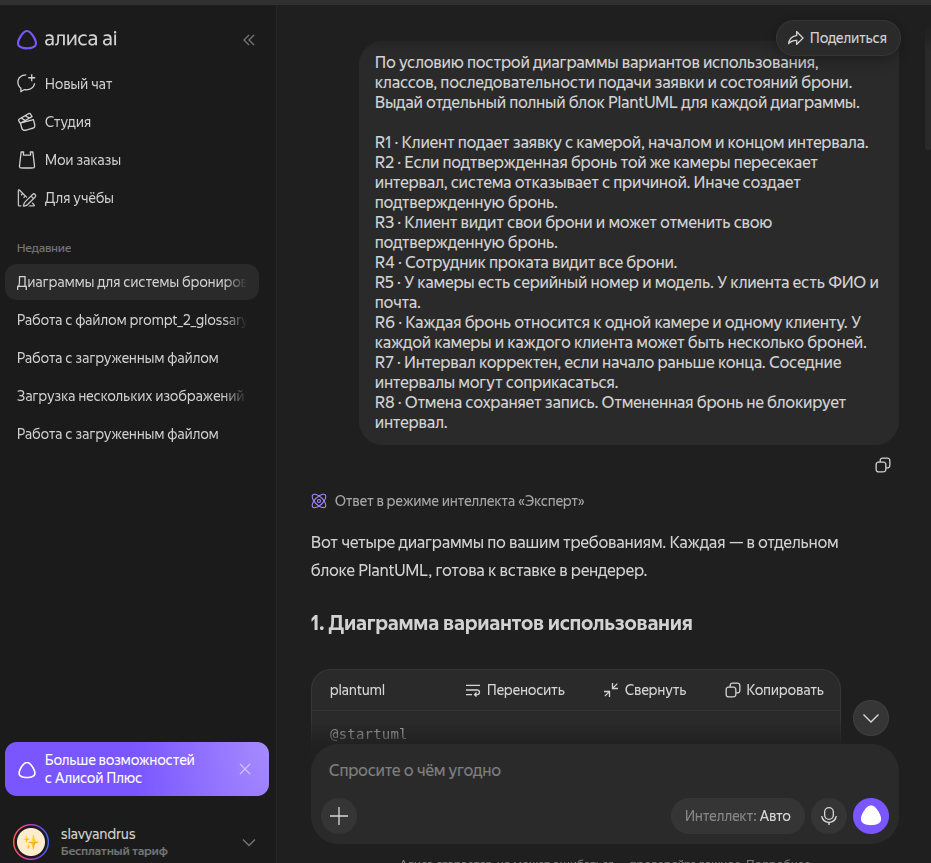 алиса ai
Новый чат
Студия
Мои заказы
Для учёбы
Недавние
Диаграммы для системы брониров
Работа с файлом prompt_2_glossary
Работа с загруженным файлом
Загрузка нескольких изображений
Работа с загруженным файлом
Больше возможностей
с Алисой Плюс
slavyandrus
Бесплатный тариф
Поделиться
По условию построй диаграммы вариантов использования,
классов, последовательности подачи заявки и состояний брони.
Выдай отдельный полный блок PlantUML для каждой диаграммы.
R1 · Клиент подает заявку с камерой, началом и концом интервала.
R2 · Если подтвержденная бронь той же камеры пересекает
интервал, система отказывает с причиной. Иначе создает
подтвержденную бронь.
R3 · Клиент видит свои брони и может отменить свою
подтвержденную бронь.
R4 · Сотрудник проката видит все брони.
R5 · У камеры есть серийный номер и модель. У клиента есть ФИО и
почта.
R6 · Каждая бронь относится к одной камере и одному клиенту. У
каждой камеры и каждого клиента может быть несколько броней.
R7 · Интервал корректен, если начало раньше конца. Соседние
интервалы могут соприкасаться.
R8 · Отмена сохраняет запись. Отмененная бронь не блокирует
интервал.
Ответ в режиме интеллекта «Эксперт»
Вот четыре диаграммы по вашим требованиям. Каждая — в отдельном
блоке PlantUML, готова к вставке в рендерер.
1. Диаграмма вариантов использования
plantuml Переносить Свернуть Копировать
@startuml
Спросите о чём угодно
Интеллект: Авто